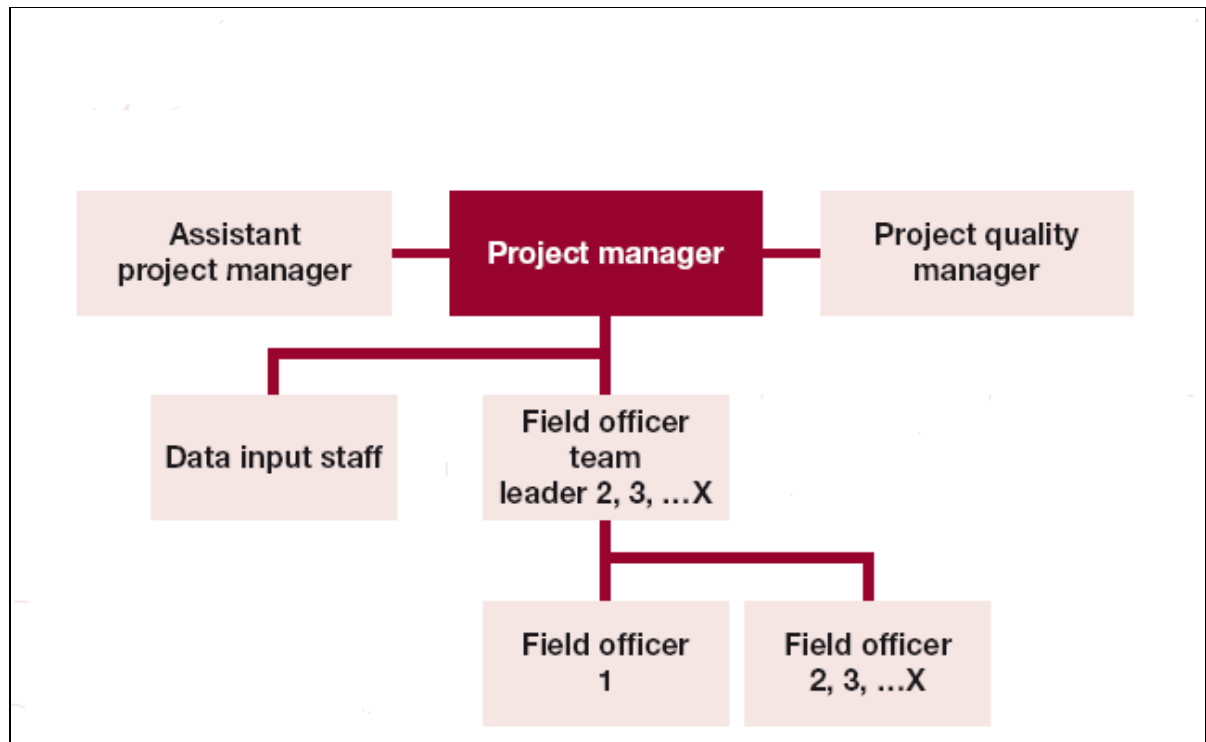 Assistant
project manager
Project manager
Project quality
manager
Data input staff
Field officer
team
leader 2, 3, ...X
Field officer
1
Field officer
2, 3, ...X